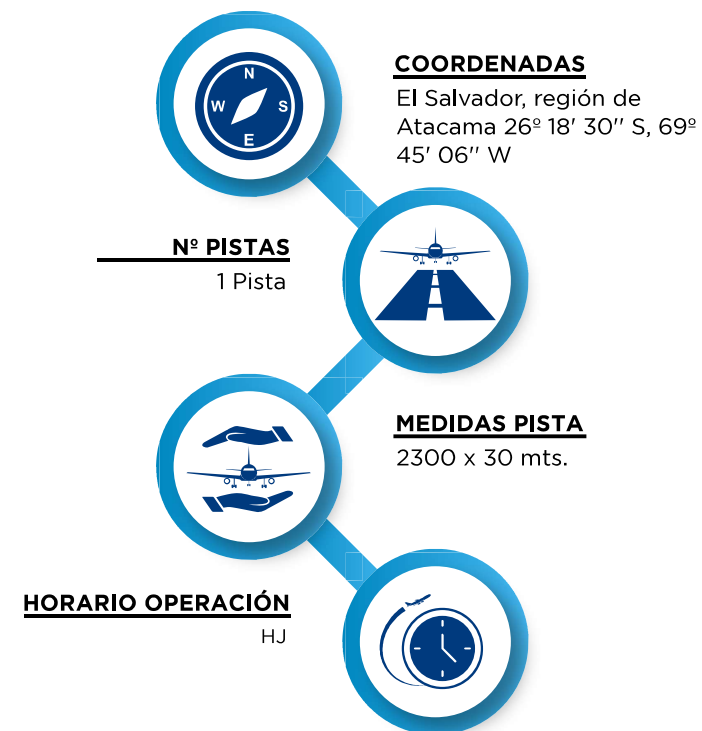 N
W S
E
COORDENADAS
El Salvador, región de
Atacama 26º 18' 30'' S, 69º
45' 06'' W
Nº PISTAS
1 Pista
MEDIDAS PISTA
2300 x 30 mts.
HORARIO OPERACIÓN
HJ